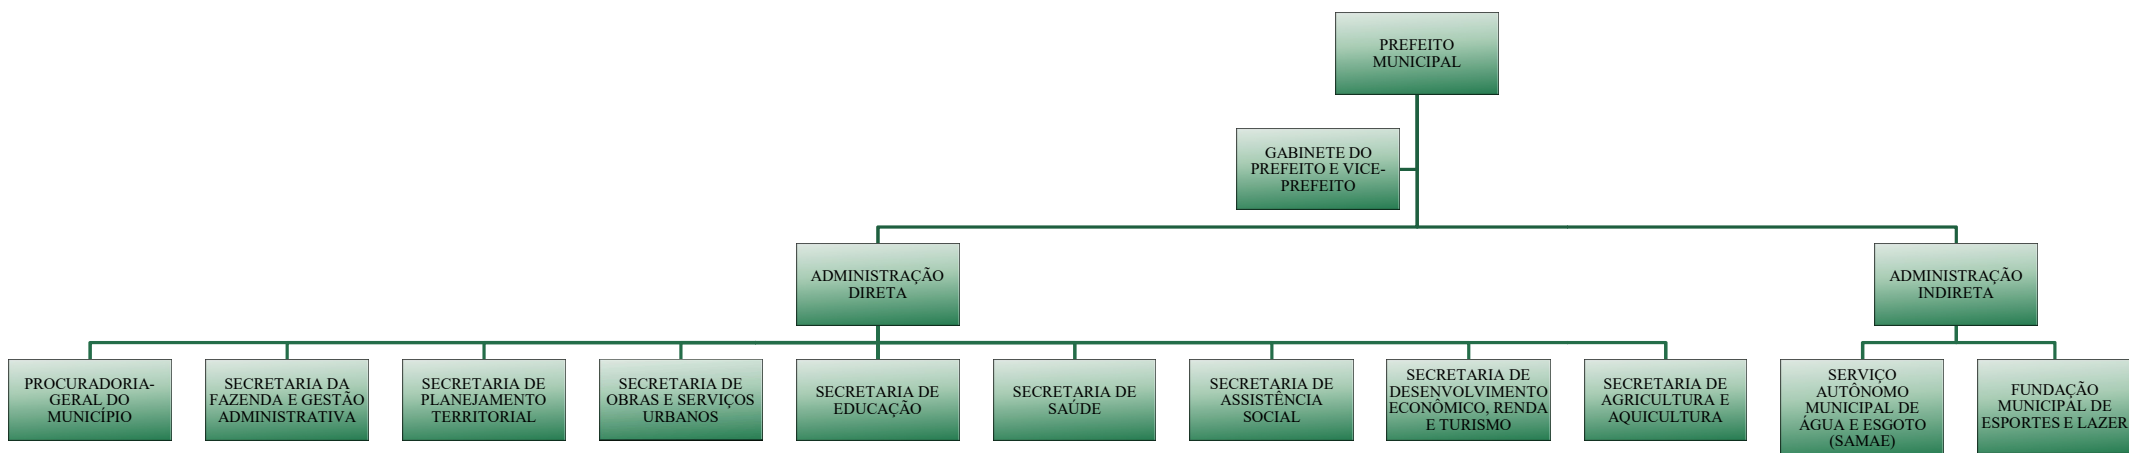 PREFEITO
MUNICIPAL
GABINETE DO
PREFEITO E VICE-
PREFEITO
ADMINISTRAÇÃO
DIRETA
ADMINISTRAÇÃO
INDIRETA
PROCURADORIA-
GERAL DO
MUNICÍPIO
SECRETARIA DA
FAZENDA E GESTÃO
ADMINISTRATIVA
SECRETARIA DE
PLANEJAMENTO
TERRITORIAL
SECRETARIA DE
OBRAS E SERVIÇOS
URBANOS
SECRETARIA DE
EDUCAÇÃO
SECRETARIA DE
SAÚDE
SECRETARIA DE
ASSISTÊNCIA
SOCIAL
SECRETARIA DE
DESENVOLVIMENTO
ECONÔMICO, RENDA
E TURISMO
SECRETARIA DE
AGRICULTURA E
AQUICULTURA
SERVIÇO
AUTÔNOMO
MUNICIPAL DE
ÁGUA E ESGOTO
(SAMAE)
FUNDAÇÃO
MUNICIPAL DE
ESPORTES E LAZER